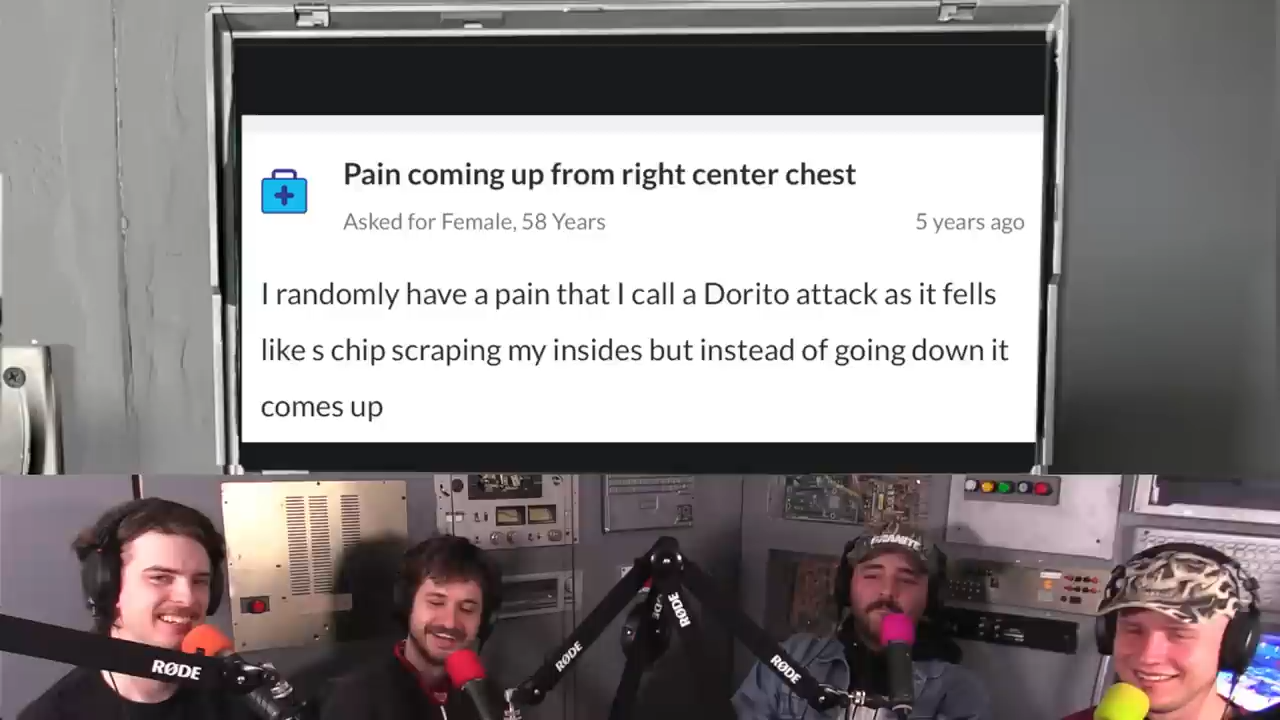 Pain coming up from right center chest
Asked for Female, 58 Years
5 years ago
I randomly have a pain that I call a Dorito attack as it fells
like s chip scraping my insides but instead of going down it
comes up
GRANITE
RØDE
RØDE
RØDE
RØDE